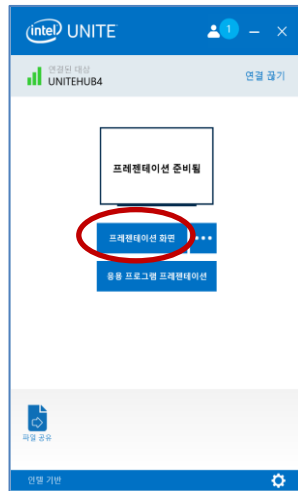 intel UNITE
1
연결된 대상
UNITEHUB4
연결 끊기
프레젠테이션 준비됨
프레젠테이션 화면
응용 프로그램 프레젠테이션
파일 공유
인텔 기반